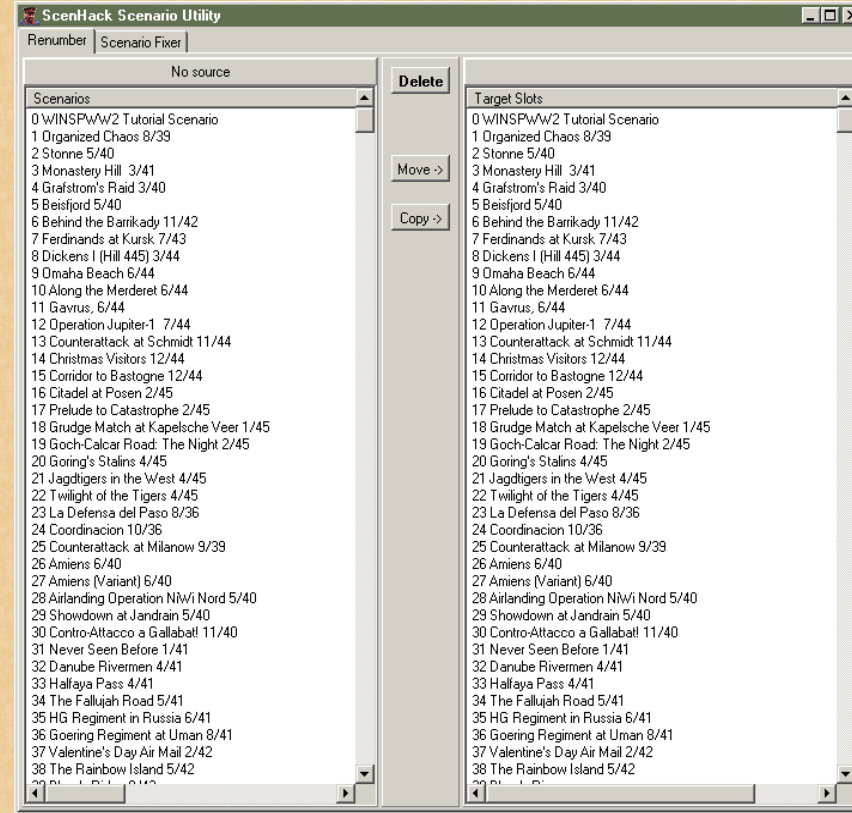 ScenHack Scenario Utility
Renumber
Scenario Fixer
No source
Scenarios
0 WINSPWW2 Tutorial Scenario
1 Organized Chaos 8/39
2 Stonne 5/40
3 Monastery Hill  3/41
4 Grafstrom's Raid 3/40
5 Beisfjord 5/40
6 Behind the Barrikady 11/42
7 Ferdinands at Kursk 7/43
8 Dickens I (Hill 445) 3/44
9 Omaha Beach 6/44
10 Along the Merderet 6/44
11 Gavrus, 6/44
12 Operation Jupiter-1  7/44
13 Counterattack at Schmidt 11/44
14 Christmas Visitors 12/44
15 Corridor to Bastogne 12/44
16 Citadel at Posen 2/45
17 Prelude to Catastrophe 2/45
18 Grudge Match at Kapelsche Veer 1/45
19 Goch-Calcar Road: The Night 2/45
20 Goring's Stalins 4/45
21 Jagdtigers in the West 4/45
22 Twilight of the Tigers 4/45
23 La Defensa del Paso 8/36
24 Coordinacion 10/36
25 Counterattack at Milanow 9/39
26 Amiens 6/40
27 Amiens (Variant) 6/40
28 Airlanding Operation NiWi Nord 5/40
29 Showdown at Jandrain 5/40
30 Contro-Attacco a Gallabat! 11/40
31 Never Seen Before 1/41
32 Danube Rivermen 4/41
33 Halfaya Pass 4/41
34 The Fallujah Road 5/41
35 HG Regiment in Russia 6/41
36 Goering Regiment at Uman 8/41
37 Valentine's Day Air Mail 2/42
38 The Rainbow Island 5/42
Delete
Move ->
Copy ->
Target Slots
0 WINSPWW2 Tutorial Scenario
1 Organized Chaos 8/39
2 Stonne 5/40
3 Monastery Hill  3/41
4 Grafstrom's Raid 3/40
5 Beisfjord 5/40
6 Behind the Barrikady 11/42
7 Ferdinands at Kursk 7/43
8 Dickens I (Hill 445) 3/44
9 Omaha Beach 6/44
10 Along the Merderet 6/44
11 Gavrus, 6/44
12 Operation Jupiter-1  7/44
13 Counterattack at Schmidt 11/44
14 Christmas Visitors 12/44
15 Corridor to Bastogne 12/44
16 Citadel at Posen 2/45
17 Prelude to Catastrophe 2/45
18 Grudge Match at Kapelsche Veer 1/45
19 Goch-Calcar Road: The Night 2/45
20 Goring's Stalins 4/45
21 Jagdtigers in the West 4/45
22 Twilight of the Tigers 4/45
23 La Defensa del Paso 8/36
24 Coordinacion 10/36
25 Counterattack at Milanow 9/39
26 Amiens 6/40
27 Amiens (Variant) 6/40
28 Airlanding Operation NiWi Nord 5/40
29 Showdown at Jandrain 5/40
30 Contro-Attacco a Gallabat! 11/40
31 Never Seen Before 1/41
32 Danube Rivermen 4/41
33 Halfaya Pass 4/41
34 The Fallujah Road 5/41
35 HG Regiment in Russia 6/41
36 Goering Regiment at Uman 8/41
37 Valentine's Day Air Mail 2/42
38 The Rainbow Island 5/42